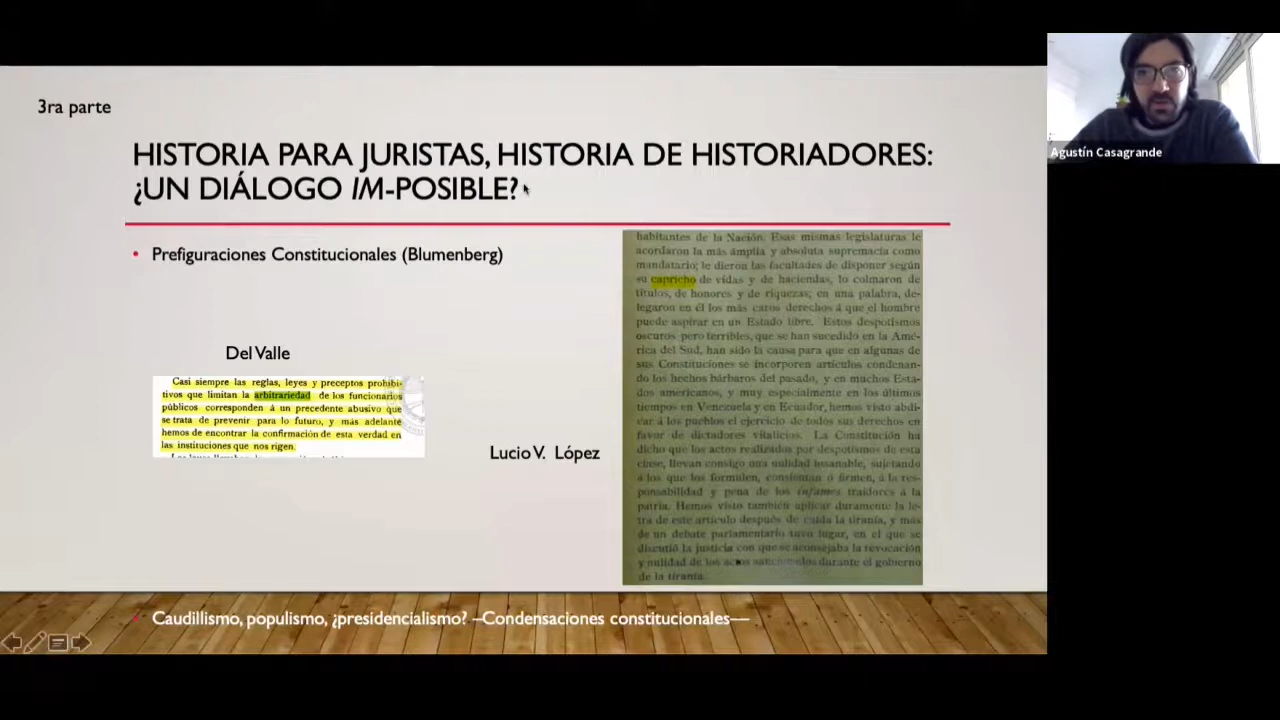 3ra parte
HISTORIA PARA JURISTAS, HISTORIA DE HISTORIADORES:
¿UN DIÁLOGO IM-POSIBLE?
• Prefiguraciones Constitucionales (Blumenberg)
Del Valle
Casi siempre las reglas, leyes y preceptos prohibi-
tivos que limitan la arbitrariedad de los funcionarios
públicos corresponden á un precedente abusivo que
se trata de prevenir para lo futuro, y más adelante
hemos de encontrar la confirmación de esta verdad en
las instituciones que nos rigen.
Lucio V. López
habitantes de la Nación. Esas mismas legislaturas le
acordaron la más ámplia y absoluta supremacía como
mandatario; le dieron las facultades de disponer según
su capricho de vidas y de haciendas, lo colmaron de
títulos, de honores y de riquezas; en una palabra, de-
legaron en él los más caros derechos á que el hombre
puede aspirar en un Estado libre. Estos despotismos
oscuros pero terribles, que se han sucedido en la Amé-
rica del Sud, han sido la causa para que en algunas de
sus Constituciones se incorporen artículos condenan-
do los hechos bárbaros del pasado, y en muchos Esta-
dos americanos, y muy especialmente en los últimos
tiempos en Venezuela y en Ecuador, hemos visto abdi-
car á los pueblos el ejercicio de todos sus derechos en
favor de dictadores vitalicios. La Constitución ha
dicho que los actos realizados por despotismos de esta
clase, llevan consigo una nulidad insanable, sujetando
á los que los formulen, consientan ó firmen, á la res-
ponsabilidad y pena de los infames traidores á la
patria. Hemos visto también aplicar duramente la le-
tra de este artículo después de caída la tiranía, y más
de un debate parlamentario tuvo lugar, en el que se
discutió la justicia con que se aconsejaba la revocación
y nulidad de los actos durante el gobierno
de la tiranía.
• Caudillismo, populismo, ¿presidencialismo? –Condensaciones constitucionales—
Agustín Casagrande